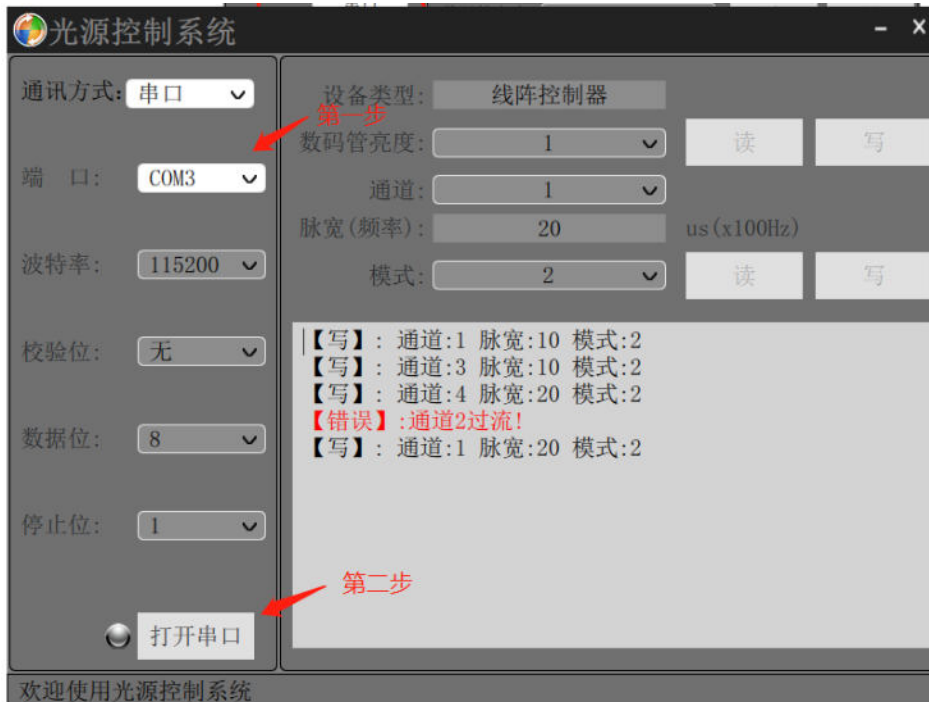 光源控制系统
通讯方式: 串口
设备类型: 线阵控制器
第一步
数码管亮度: 1 读 写
端 口: COM3
通道: 1
脉宽(频率): 20 us(x100Hz)
波特率: 115200
模式: 2 读 写
【写】: 通道:1 脉宽:10 模式:2
【写】: 通道:3 脉宽:10 模式:2
【写】: 通道:4 脉宽:20 模式:2
【错误】:通道2过流!
【写】: 通道:1 脉宽:20 模式:2
校验位: 无
数据位: 8
停止位: 1
第二步
打开串口
欢迎使用光源控制系统